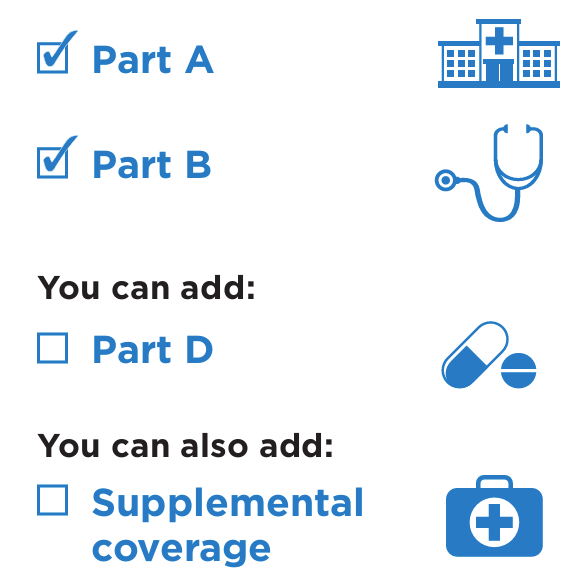 Part A
Part B
You can add:
Part D
You can also add:
Supplemental
coverage